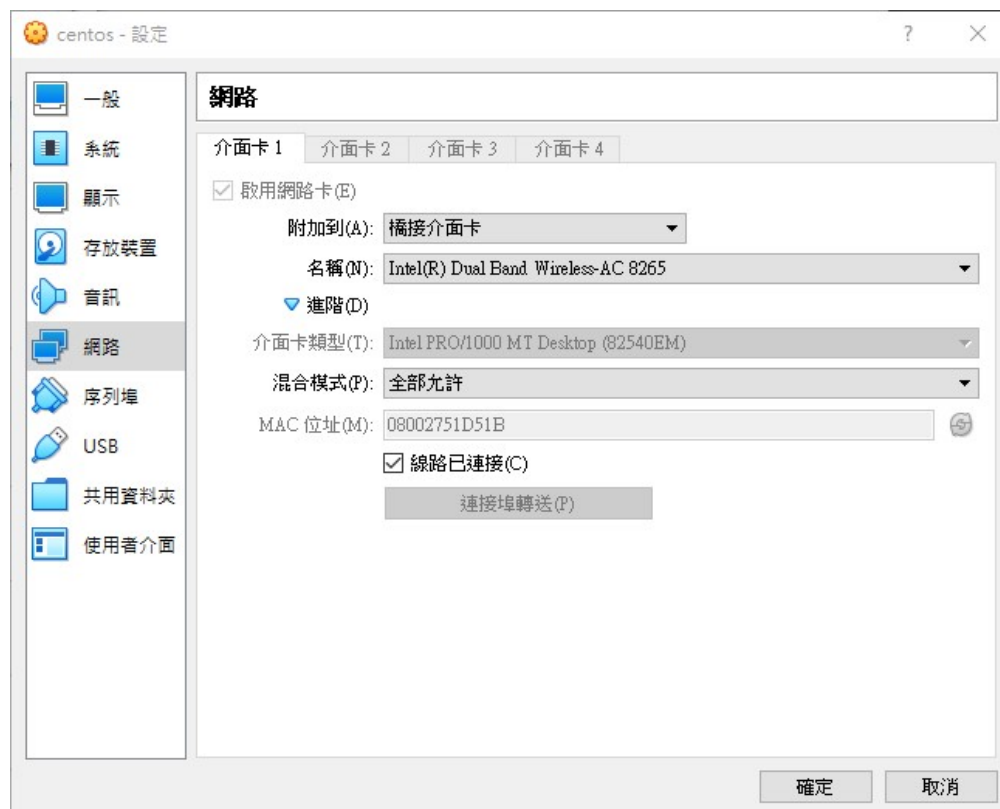 centos - 設定
?
一般
系統
顯示
存放裝置
音訊
網路
序列埠
USB
共用資料夾
使用者介面
網路
介面卡 1 介面卡 2 介面卡 3 介面卡 4
啟用網路卡(E)
附加到(A): 橋接介面卡
名稱(N): Intel(R) Dual Band Wireless-AC 8265
進階(D)
介面卡類型(T): Intel PRO/1000 MT Desktop (82540EM)
混合模式(P): 全部允許
MAC 位址(M): 08002751D51B
線路已連接(C)
連接埠轉送(P)
確定 取消